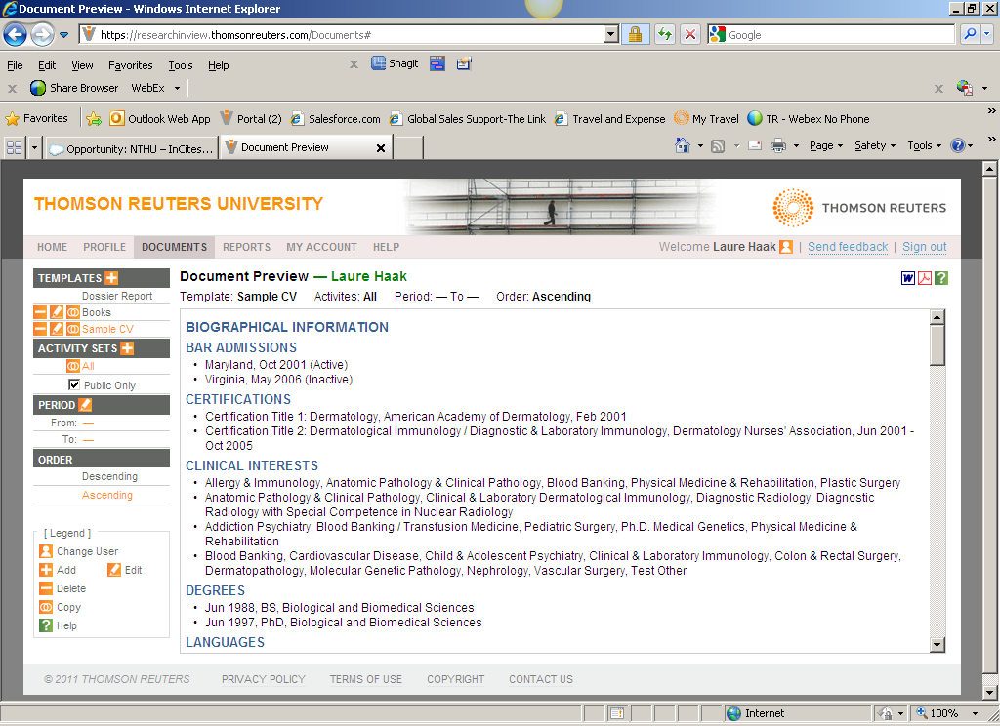 Document Preview - Windows Internet Explorer
https://researchinview.thomsonreuters.com/Documents#
Google
File Edit View Favorites Tools Help
x Snagit
x Share Browser WebEx x
Favorites Outlook Web App Portal (2) Salesforce.com Global Sales Support-The Link Travel and Expense My Travel TR - Webex No Phone »
Opportunity: NTHU – InCites... Document Preview x Page Safety Tools »
THOMSON REUTERS UNIVERSITY
THOMSON REUTERS
HOME PROFILE DOCUMENTS REPORTS MY ACCOUNT HELP
Welcome Laure Haak | Send feedback | Sign out
TEMPLATES
Dossier Report
Books
Sample CV
ACTIVITY SETS
All
Public Only
PERIOD
From: —
To: —
ORDER
Descending
Ascending
[ Legend ]
Change User
Add Edit
Delete
Copy
? Help
Document Preview — Laure Haak
W ?
Template: Sample CV Activites: All Period: — To — Order: Ascending
BIOGRAPHICAL INFORMATION
BAR ADMISSIONS
• Maryland, Oct 2001 (Active)
• Virginia, May 2006 (Inactive)
CERTIFICATIONS
• Certification Title 1: Dermatology, American Academy of Dermatology, Feb 2001
• Certification Title 2: Dermatological Immunology / Diagnostic & Laboratory Immunology, Dermatology Nurses' Association, Jun 2001 -
Oct 2005
CLINICAL INTERESTS
• Allergy & Immunology, Anatomic Pathology & Clinical Pathology, Blood Banking, Physical Medicine & Rehabilitation, Plastic Surgery
• Anatomic Pathology & Clinical Pathology, Clinical & Laboratory Dermatological Immunology, Diagnostic Radiology, Diagnostic
Radiology with Special Competence in Nuclear Radiology
• Addiction Psychiatry, Blood Banking / Transfusion Medicine, Pediatric Surgery, Ph.D. Medical Genetics, Physical Medicine &
Rehabilitation
• Blood Banking, Cardiovascular Disease, Child & Adolescent Psychiatry, Clinical & Laboratory Immunology, Colon & Rectal Surgery,
Dermatopathology, Molecular Genetic Pathology, Nephrology, Vascular Surgery, Test Other
DEGREES
• Jun 1988, BS, Biological and Biomedical Sciences
• Jun 1997, PhD, Biological and Biomedical Sciences
LANGUAGES
© 2011 THOMSON REUTERS PRIVACY POLICY TERMS OF USE COPYRIGHT CONTACT US
Internet 100%